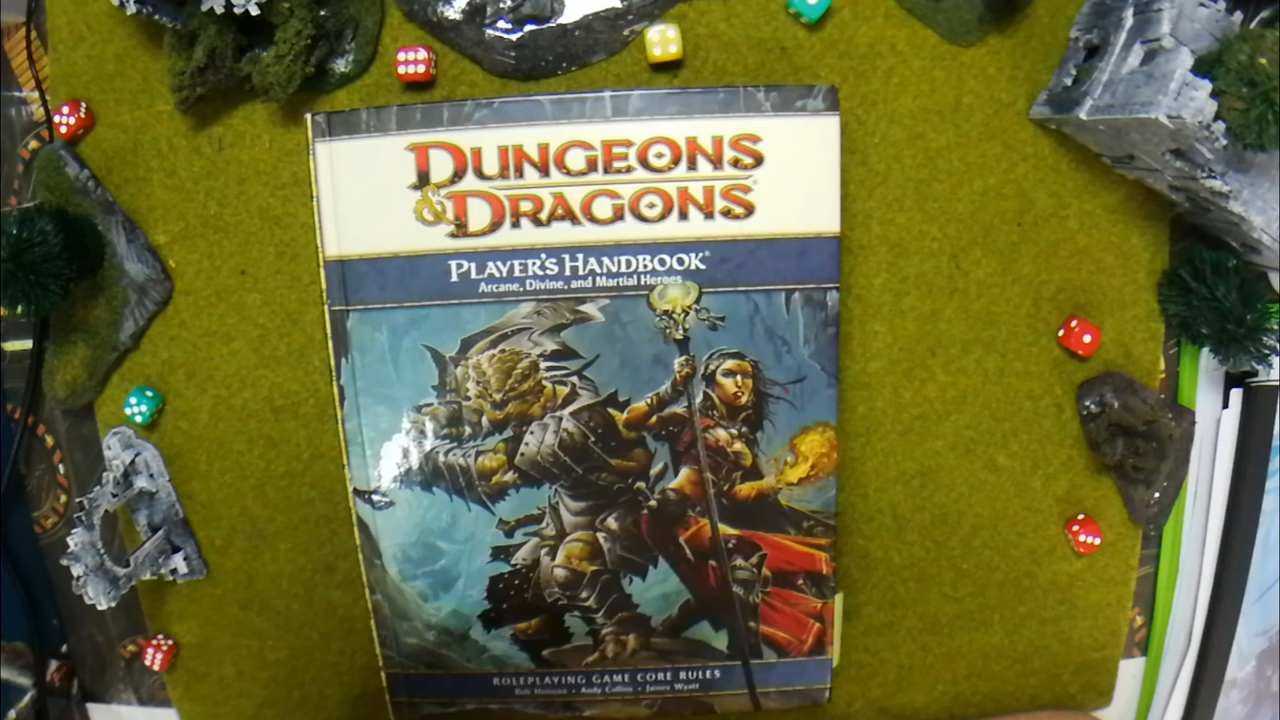 DUNGEONS
& DRAGONS®
PLAYER'S HANDBOOK®
Arcane, Divine, and Martial Heroes
ROLEPLAYING GAME CORE RULES
Rob Heinsoo • Andy Collins • James Wyatt